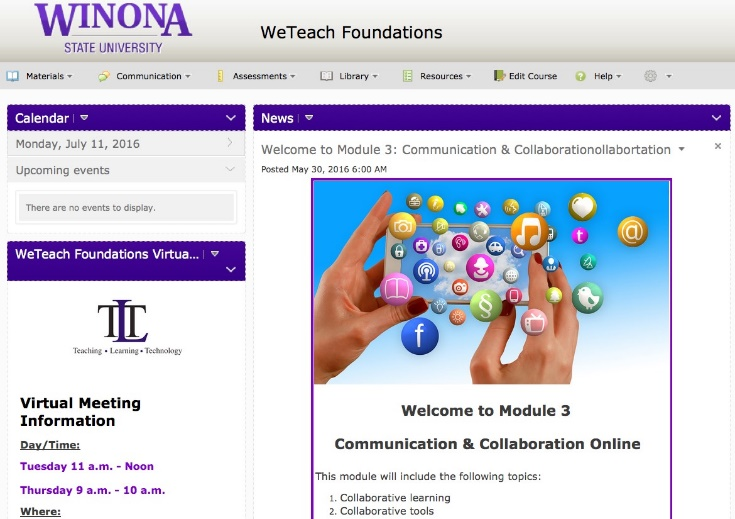 WINONA
STATE UNIVERSITY
WeTeach Foundations
Materials
Communication
Assessments
Library
Resources
Edit Course
Help
Calendar
Monday, July 11, 2016
Upcoming events
There are no events to display.
WeTeach Foundations Virtua...
TLT
Teaching • Learning • Technology
Virtual Meeting
Information
Day/Time:
Tuesday 11 a.m. - Noon
Thursday 9 a.m. - 10 a.m.
Where:
News
Welcome to Module 3: Communication & Collaborationollabortation
Posted May 30, 2016 6:00 AM
@
t
§
f
Welcome to Module 3
Communication & Collaboration Online
This module will include the following topics:
1. Collaborative learning
2. Collaborative tools